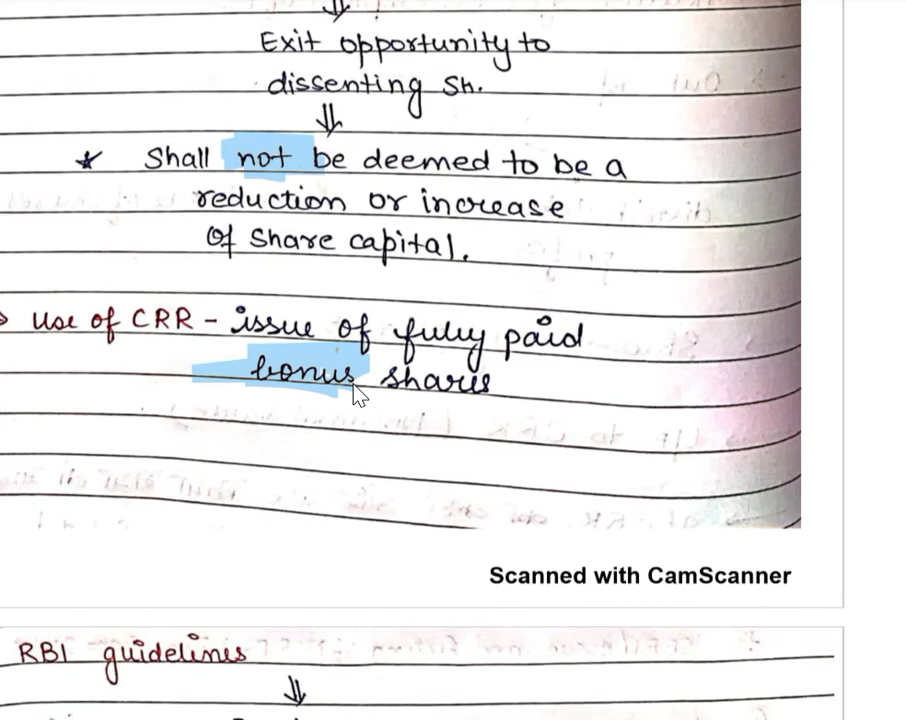 Exit opportunity to
dissenting Sh.
* Shall not be deemed to be a
reduction or increase
of share capital.
Use of CRR - issue of fully paid
bonus shares
Scanned with CamScanner
RBI guidelines